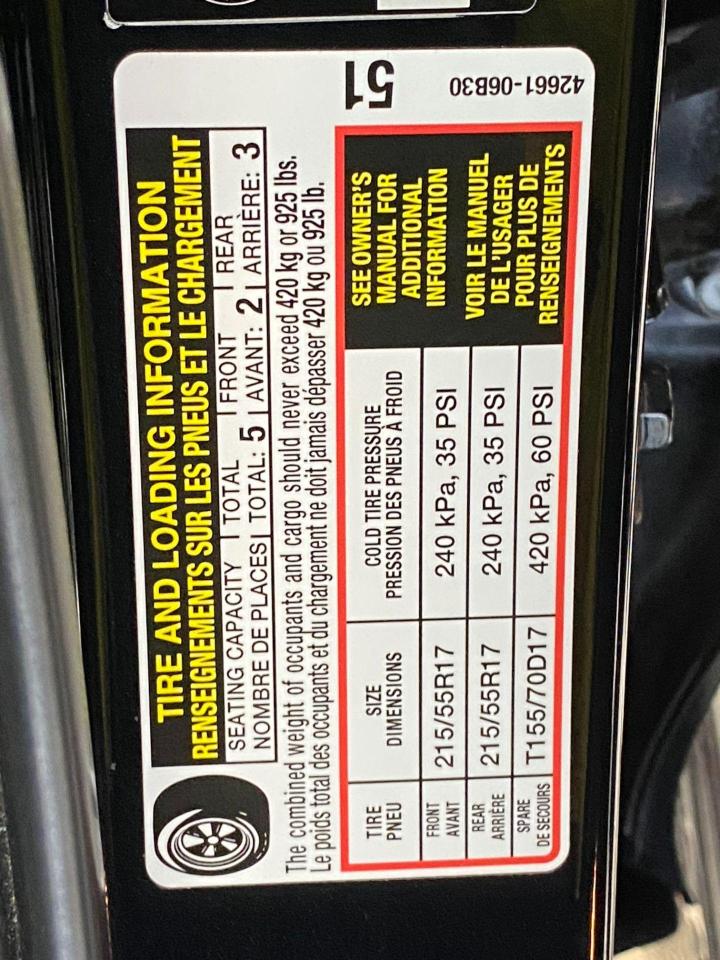 TIRE AND LOADING INFORMATION
RENSEIGNEMENTS SUR LES PNEUS ET LE CHARGEMENT
SEATING CAPACITY | TOTAL | FRONT | REAR
NOMBRE DE PLACES | TOTAL: 5 | AVANT: 2 | ARRIÈRE: 3
The combined weight of occupants and cargo should never exceed 420 kg or 925 lbs.
Le poids total des occupants et du chargement ne doit jamais dépasser 420 kg ou 925 lb.
TIRE
PNEU
SIZE
DIMENSIONS
COLD TIRE PRESSURE
PRESSION DES PNEUS À FROID
FRONT
AVANT
215/55R17
240 kPa, 35 PSI
REAR
ARRIÈRE
215/55R17
240 kPa, 35 PSI
SPARE
DE SECOURS
T155/70D17
420 kPa, 60 PSI
SEE OWNER'S
MANUAL FOR
ADDITIONAL
INFORMATION
VOIR LE MANUEL
DE L'USAGER
POUR PLUS DE
RENSEIGNEMENTS
51
42661-06B30